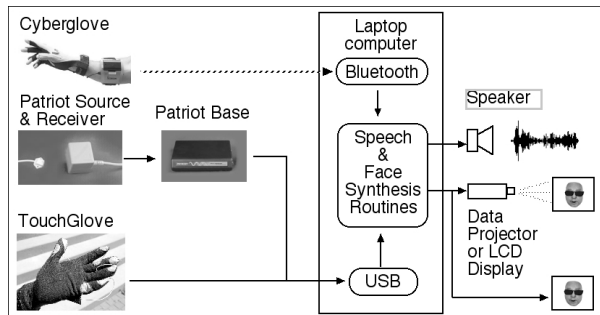 Cyberglove
Laptop
computer
Bluetooth
Patriot Source
& Receiver
Patriot Base
Speaker
Speech
&
Face
Synthesis
Routines
TouchGlove
Data
Projector
or LCD
Display
USB